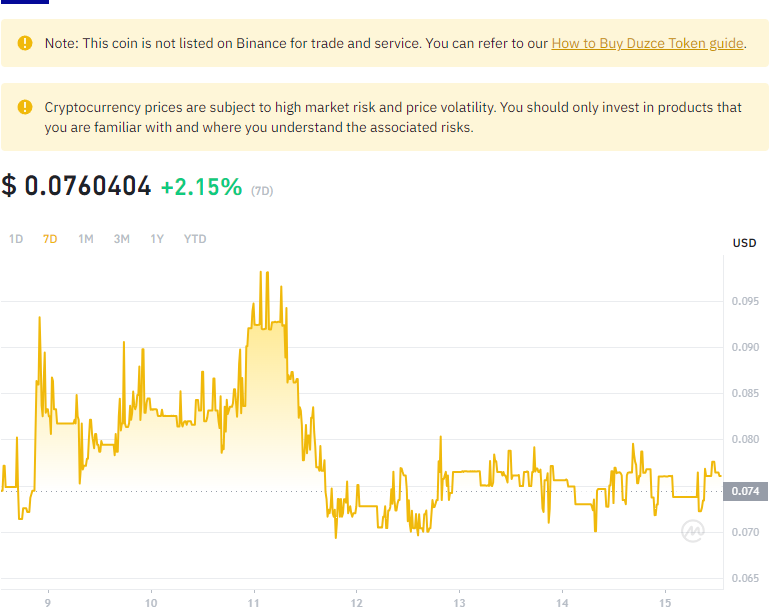 Note: This coin is not listed on Binance for trade and service. You can refer to our How to Buy Duzce Token guide.
Cryptocurrency prices are subject to high market risk and price volatility. You should only invest in products that
you are familiar with and where you understand the associated risks.
$ 0.0760404 +2.15% (7D)
1D 7D 1M 3M 1Y YTD
USD
0.095
0.090
0.085
0.080
0.074
0.070
0.065
9 10 11 12 13 14 15